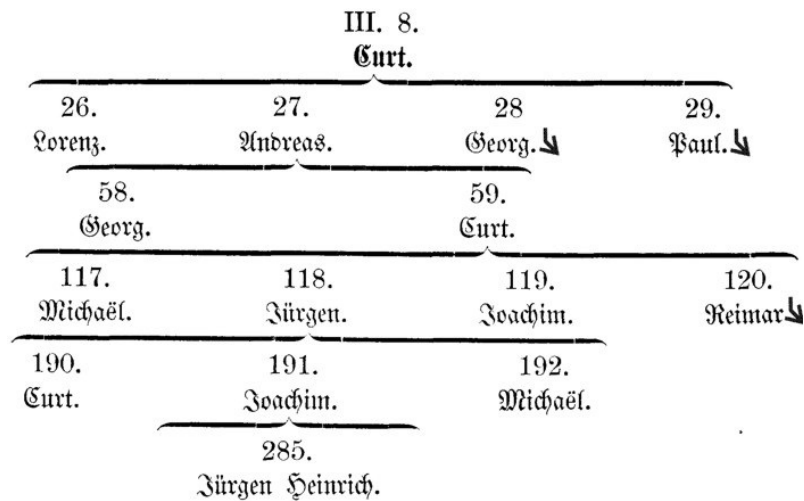 III. 8.
Curt.
26. 27. 28 29.
Lorenz. Andreas. Georg. Paul.
58. 59.
Georg. Curt.
117. 118. 119. 120.
Michaël. Jürgen. Joachim. Reimar
190. 191. 192.
Curt. Joachim. Michaël.
285.
Jürgen Heinrich.